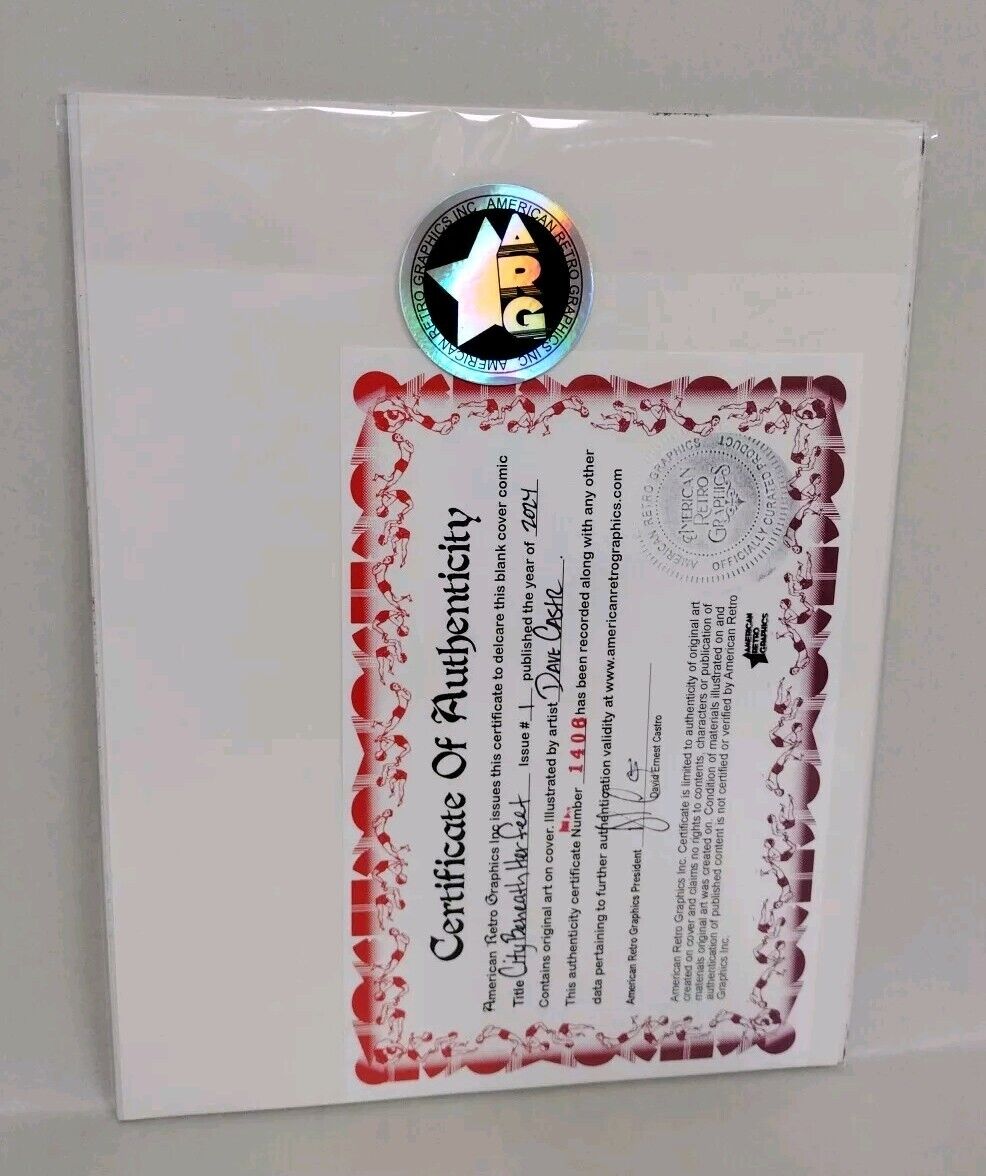 AMERICAN RETRO GRAPHICS INC. AMERICAN RETRO GRAPHICS INC.
ARG
Certificate Of Authenticity
American Retro Graphics Inc issues this certificate to delcare this blank cover comic
Title City Beneath Her Feet Issue # 1 published the year of 2024
Contains original art on cover. Illustrated by artist DAVE CASTR.
This authenticity certificate Number 1406 has been recorded along with any other
data pertaining to further authentication validity at www.americanretrographics.com
American Retro Graphics President
David Ernest Castro
American Retro Graphics Inc. Certificate is limited to authenticity of original art
created on cover and claims no rights to contents, characters or publication of
materials original art was created on. Condition of materials illustrated on and
authentication of published content is not certified or verified by American Retro
Graphics Inc.
AMERICAN
RETRO
GRAPHICS
AMERICAN RETRO GRAPHICS
OFFICIALLY CURATED PRODUCT
AMERICAN
RETRO
GRAPHICS